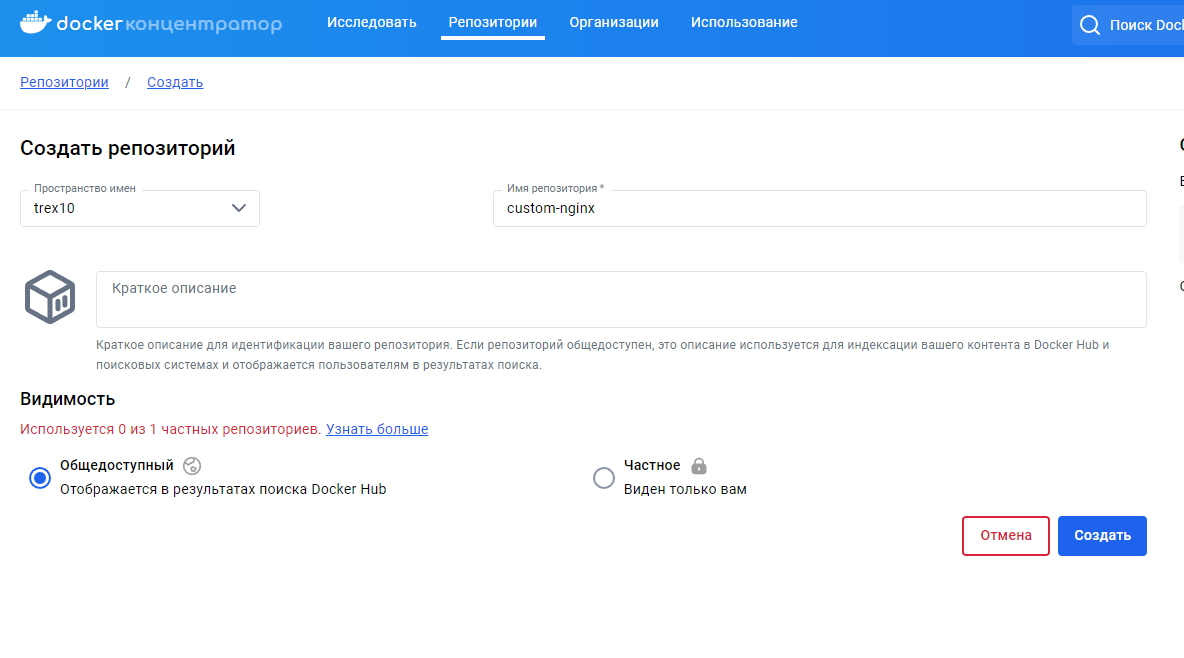 docker концентратор Исследовать Репозитории Организации Использование Поиск
Репозитории / Создать
Создать репозиторий
Пространство имен Имя репозитория *
trex10 custom-nginx
Краткое описание
Краткое описание для идентификации вашего репозитория. Если репозиторий общедоступен, это описание используется для индексации вашего контента в Docker Hub и
поисковых системах и отображается пользователям в результатах поиска.
Видимость
Используется 0 из 1 частных репозиториев. Узнать больше
Общедоступный Частное
Отображается в результатах поиска Docker Hub Виден только вам
Отмена Создать